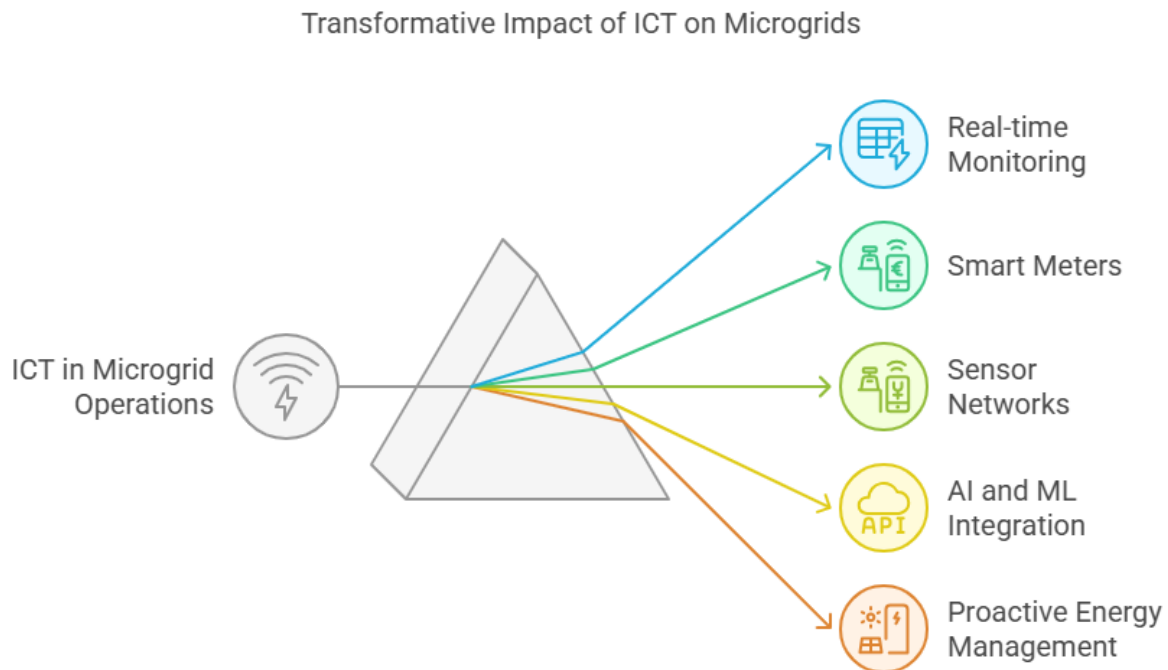 Transformative Impact of ICT on Microgrids
Real-time
Monitoring
€
Smart Meters
ICT in Microgrid
Operations
¥
Sensor
Networks
API
AI and ML
Integration
Proactive Energy
Management